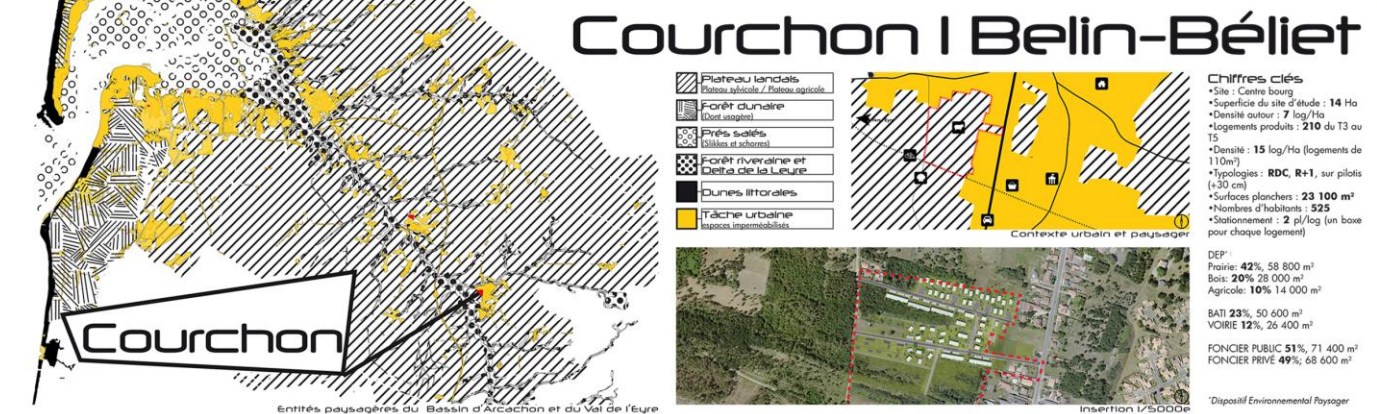 Courchon | Belin-Béliet
Plateau landais
Plateau sylvicole / Plateau agricole
Forêt dunaire
(Dont usagère)
Prés salés
(Slikkes et schorres)
Forêt riveraine et
Delta de la Leyre
Dunes littorales
Tâche urbaine
espaces imperméabilisés
Contexte urbain et paysager
Chiffres clés
•Site : Centre bourg
•Superficie du site d'étude : 14 Ha
•Densité autour : 7 log/Ha
•Logements produits : 210 du T3 au
T5
•Densité : 15 log/Ha (logements de
110m²)
•Typologies : RDC, R+1, sur pilotis
(+30 cm)
•Surfaces planchers : 23 100 m²
•Nombres d'habitants : 525
•Stationnement : 2 pl/log (un boxe
pour chaque logement)
DEP*
Prairie: 42%, 58 800 m²
Bois: 20% 28 000 m²
Agricole: 10% 14 000 m²
BATI 23%, 50 600 m²
VOIRIE 12%, 26 400 m²
FONCIER PUBLIC 51%, 71 400 m²
FONCIER PRIVÉ 49%; 68 600 m²
*Dispositif Environmental Paysager
Courchon
Entités paysagères du Bassin d'Arcachon et du Val de l'Eyre
Insertion 1/5000e